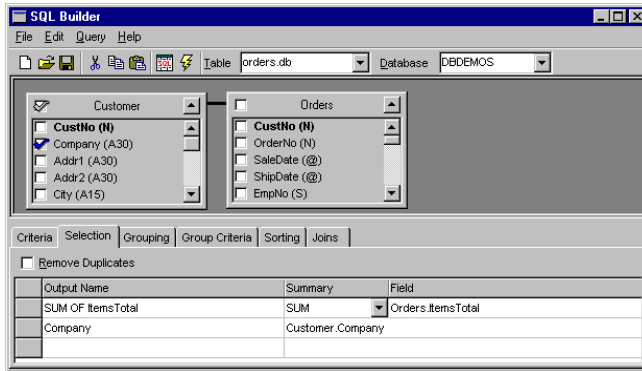 SQL Builder
File Edit Query Help
Table orders.db Database DBDEMOS
Customer
CustNo (N)
Company (A30)
Addr1 (A30)
Addr2 (A30)
City (A15)
Orders
CustNo (N)
OrderNo (N)
SaleDate (@)
ShipDate (@)
EmpNo (S)
Criteria Selection Grouping Group Criteria Sorting Joins
Remove Duplicates
Output Name Summary Field
SUM OF ItemsTotal SUM Orders.ItemsTotal
Company Customer.Company